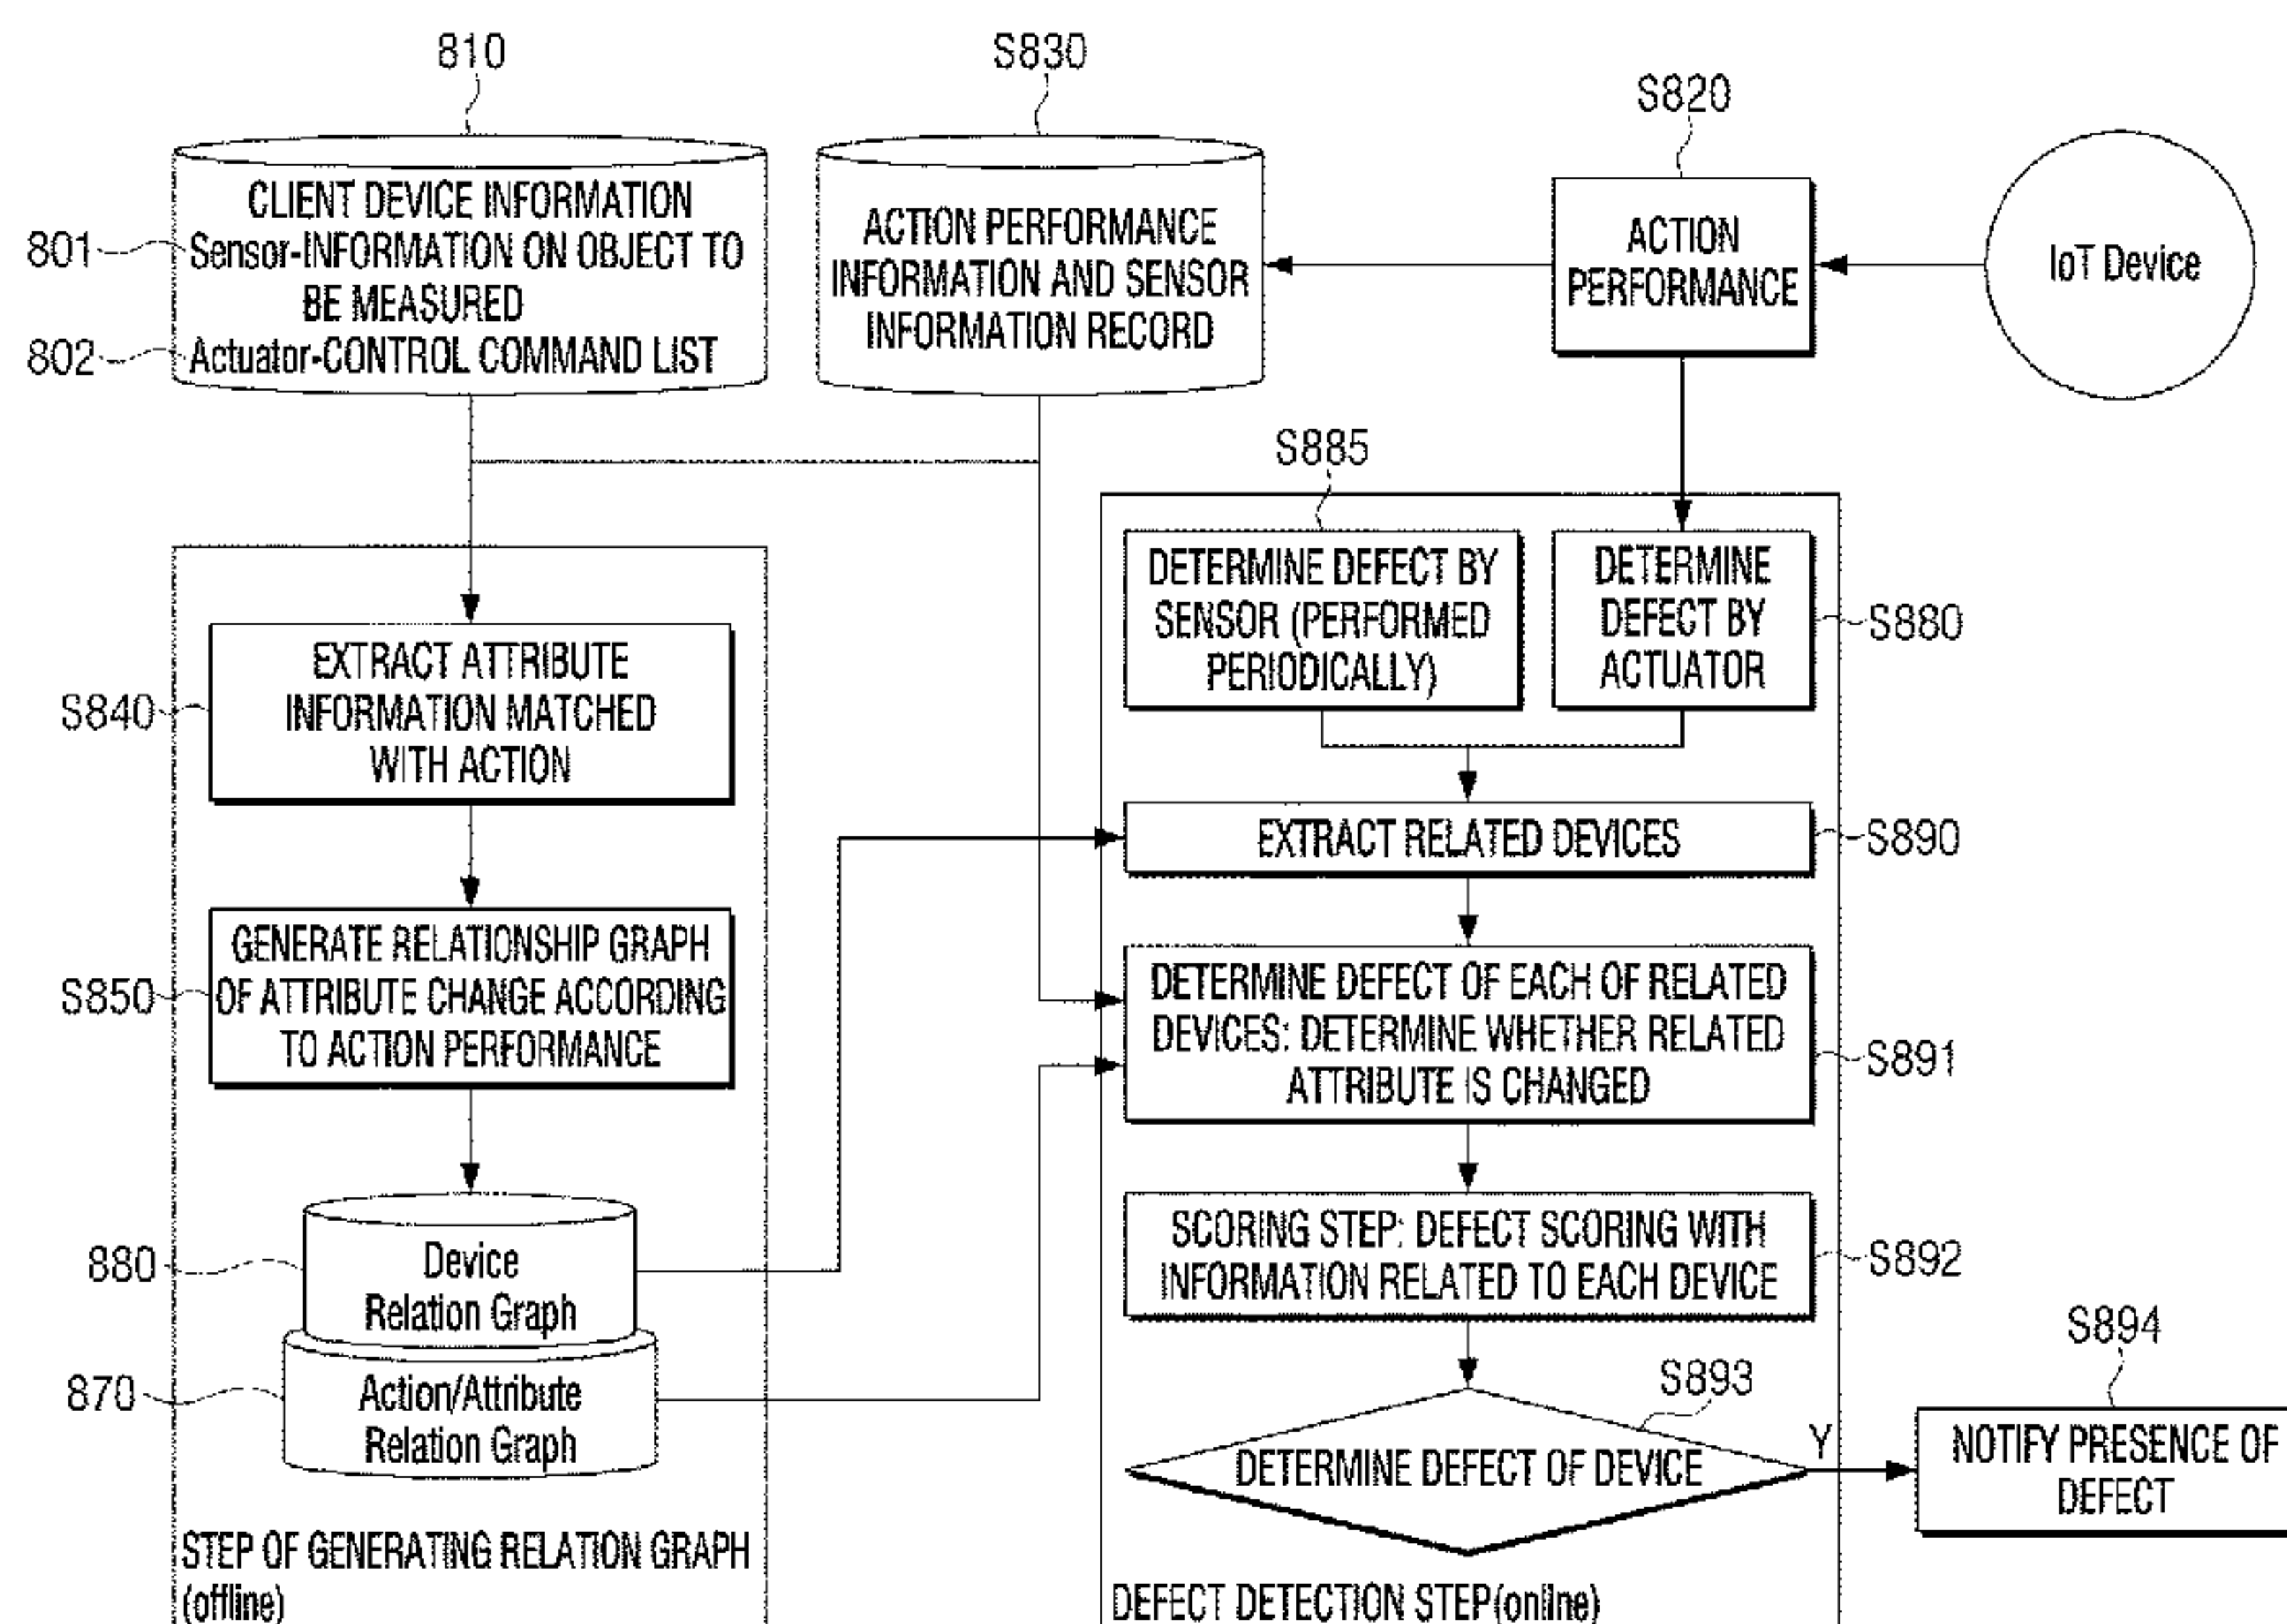 810
S830
S820
CLIENT DEVICE INFORMATION
801
Sensor-INFORMATION ON OBJECT TO
BE MEASURED
802
Actuator-CONTROL COMMAND LIST
ACTION PERFORMANCE
INFORMATION AND SENSOR
INFORMATION RECORD
ACTION
PERFORMANCE
IoT Device
S885
DETERMINE DEFECT BY
SENSOR (PERFORMED
PERIODICALLY)
DETERMINE
DEFECT BY
ACTUATOR
S880
S840
EXTRACT ATTRIBUTE
INFORMATION MATCHED
WITH ACTION
EXTRACT RELATED DEVICES
S890
S850
GENERATE RELATIONSHIP GRAPH
OF ATTRIBUTE CHANGE ACCORDING
TO ACTION PERFORMANCE
DETERMINE DEFECT OF EACH OF RELATED
DEVICES: DETERMINE WHETHER RELATED
ATTRIBUTE IS CHANGED
S891
880
Device
Relation Graph
SCORING STEP: DEFECT SCORING WITH
INFORMATION RELATED TO EACH DEVICE
S892
870
Action/Attribute
Relation Graph
S893
DETERMINE DEFECT OF DEVICE
Y
S894
NOTIFY PRESENCE OF
DEFECT
STEP OF GENERATING RELATION GRAPH
(offline)
DEFECT DETECTION STEP(online)